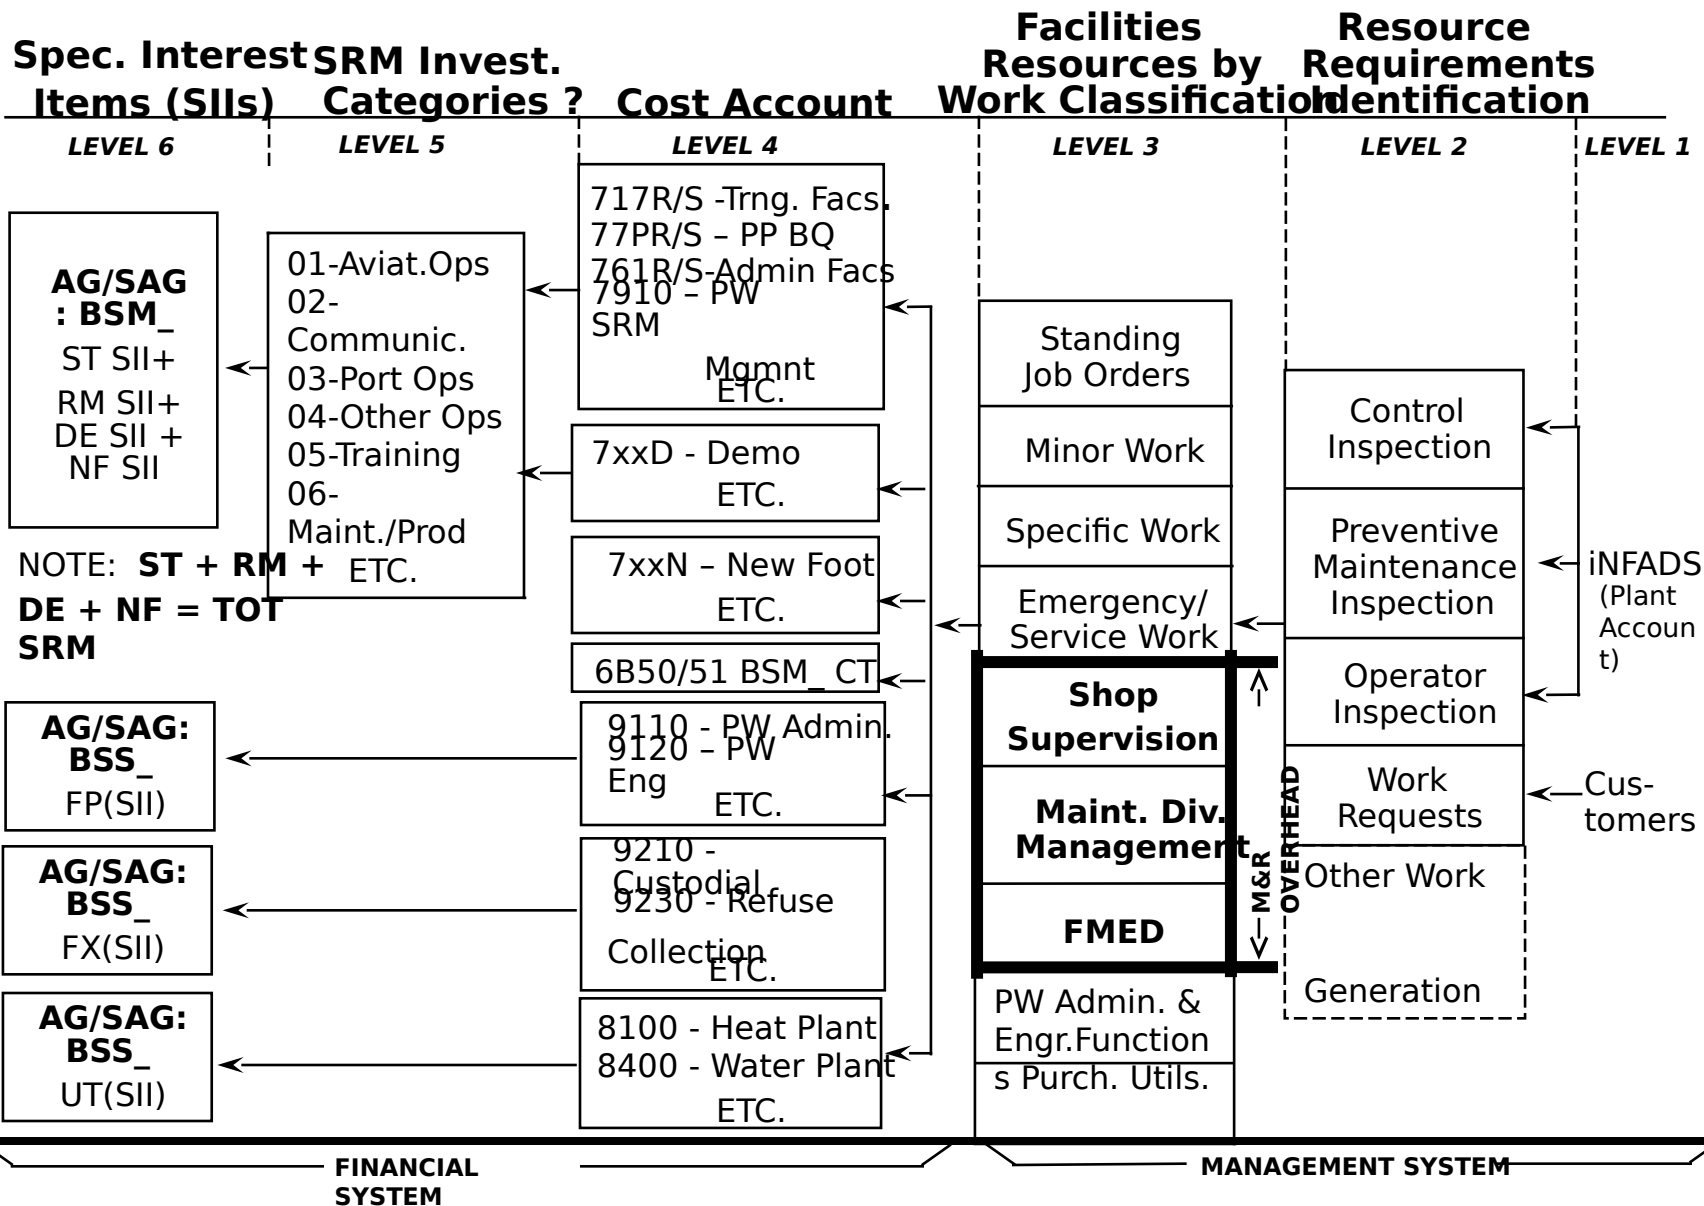 Spec. Interest
Items (SIIs)
SRM Invest.
Categories ?
Cost Account
Facilities
Resources by
Work Classification
Resource
Requirements
Identification
LEVEL 6
LEVEL 5
LEVEL 4
LEVEL 3
LEVEL 2
LEVEL 1
AG/SAG
: BSM_
ST SII+
RM SII+
DE SII +
NF SII
NOTE:  ST + RM +
DE + NF = TOT
SRM
AG/SAG:
BSS_
FP(SII)
AG/SAG:
BSS_
FX(SII)
AG/SAG:
BSS_
UT(SII)
01-Aviat.Ops
02-
Communic.
03-Port Ops
04-Other Ops
05-Training
06-
Maint./Prod
ETC.
717R/S -Trng. Facs.
77PR/S – PP BQ
761R/S-Admin Facs
7910 – PW
SRM
Mgmnt
ETC.
7xxD - Demo
ETC.
7xxN – New Foot
ETC.
6B50/51 BSM_ CT
9110 - PW Admin.
9120 – PW
Eng
ETC.
9210 -
Custodial
9230 - Refuse
Collection
ETC.
8100 - Heat Plant
8400 - Water Plant
ETC.
Standing
Job Orders
Minor Work
Specific Work
Emergency/
Service Work
Shop
Supervision
Maint. Div.
Management
FMED
PW Admin. &
Engr.Function
s Purch. Utils.
M&R
OVERHEAD
Control
Inspection
Preventive
Maintenance
Inspection
Operator
Inspection
Work
Requests
Other Work
Generation
iNFADS
(Plant
Accoun
t)
Cus-
tomers
FINANCIAL
SYSTEM
MANAGEMENT SYSTEM